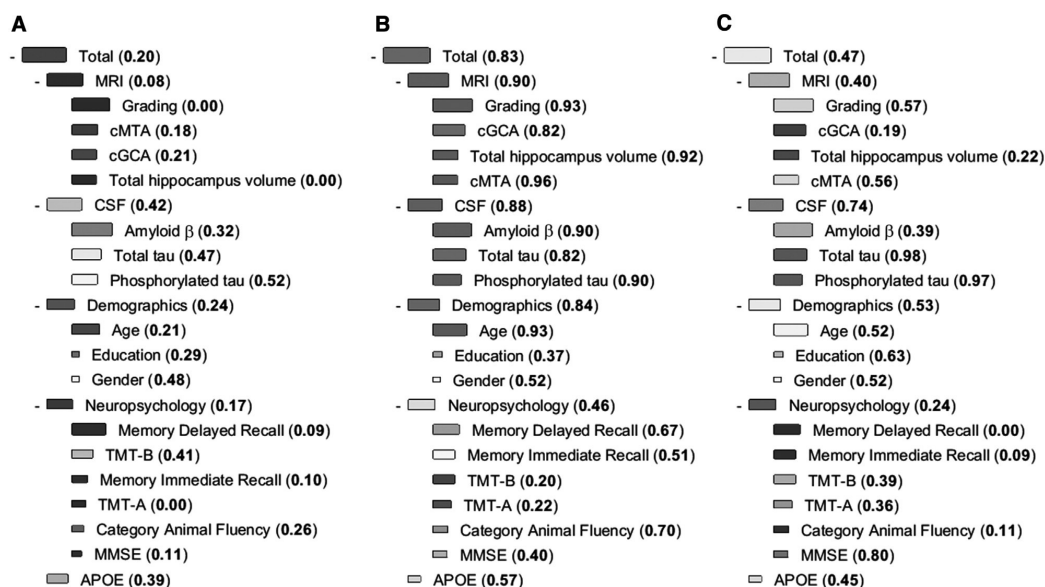 A
- Total (0.20)
- MRI (0.08)
Grading (0.00)
cMTA (0.18)
cGCA (0.21)
Total hippocampus volume (0.00)
- CSF (0.42)
Amyloid β (0.32)
Total tau (0.47)
Phosphorylated tau (0.52)
- Demographics (0.24)
Age (0.21)
Education (0.29)
Gender (0.48)
- Neuropsychology (0.17)
Memory Delayed Recall (0.09)
TMT-B (0.41)
Memory Immediate Recall (0.10)
TMT-A (0.00)
Category Animal Fluency (0.26)
MMSE (0.11)
APOE (0.39)
B
- Total (0.83)
- MRI (0.90)
Grading (0.93)
cGCA (0.82)
Total hippocampus volume (0.92)
cMTA (0.96)
- CSF (0.88)
Amyloid β (0.90)
Total tau (0.82)
Phosphorylated tau (0.90)
- Demographics (0.84)
Age (0.93)
Education (0.37)
Gender (0.52)
- Neuropsychology (0.46)
Memory Delayed Recall (0.67)
Memory Immediate Recall (0.51)
TMT-B (0.20)
TMT-A (0.22)
Category Animal Fluency (0.70)
MMSE (0.40)
APOE (0.57)
C
- Total (0.47)
- MRI (0.40)
Grading (0.57)
cGCA (0.19)
Total hippocampus volume (0.22)
cMTA (0.56)
- CSF (0.74)
Amyloid β (0.39)
Total tau (0.98)
Phosphorylated tau (0.97)
- Demographics (0.53)
Age (0.52)
Education (0.63)
Gender (0.52)
- Neuropsychology (0.24)
Memory Delayed Recall (0.00)
Memory Immediate Recall (0.09)
TMT-B (0.39)
TMT-A (0.36)
Category Animal Fluency (0.11)
MMSE (0.80)
APOE (0.45)